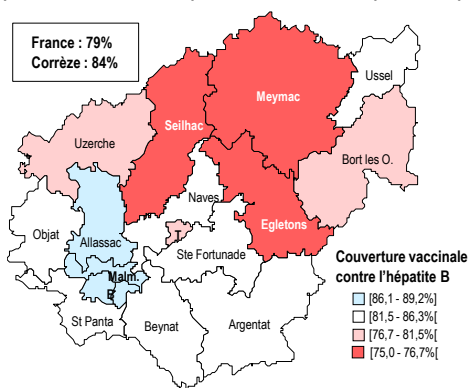 France : 79%
Corrèze : 84%
Ussel
Meymac
Seilhac
Uzerche
Bort les O.
Naves
Egletons
Objat
Allassac
T
Ste Fortunade
Malm.
B
St Panta
Beynat
Argentat
Couverture vaccinale
contre l'hépatite B
[86,1 - 89,2%[
[81,5 - 86,3%[
[76,7 - 81,5%[
[75,0 - 76,7%[